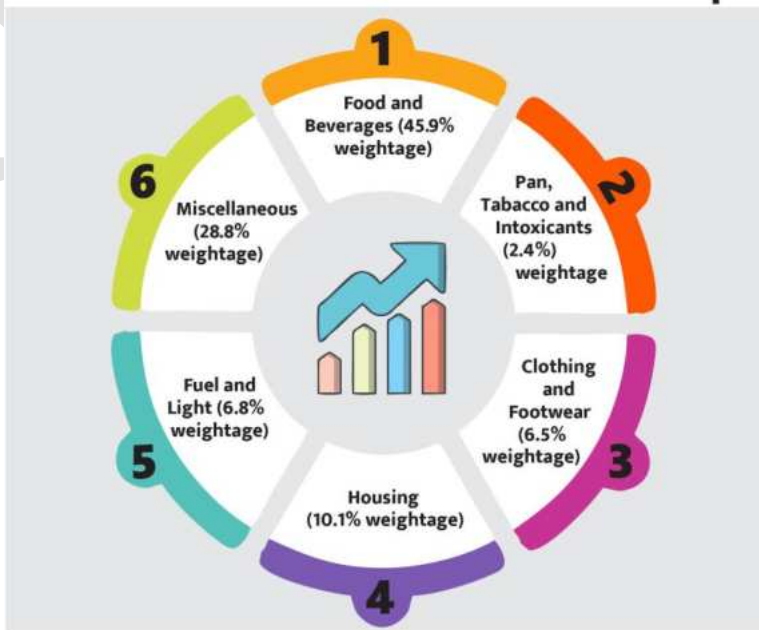 1
Food and
Beverages (45.9%
weightage)
2
Pan,
Tabacco and
Intoxicants
(2.4%)
weightage
Clothing
and
Footwear
(6.5%
weightage)
3
Housing
(10.1% weightage)
4
Fuel and
Light (6.8%
weightage)
5
6
Miscellaneous
(28.8%
weightage)